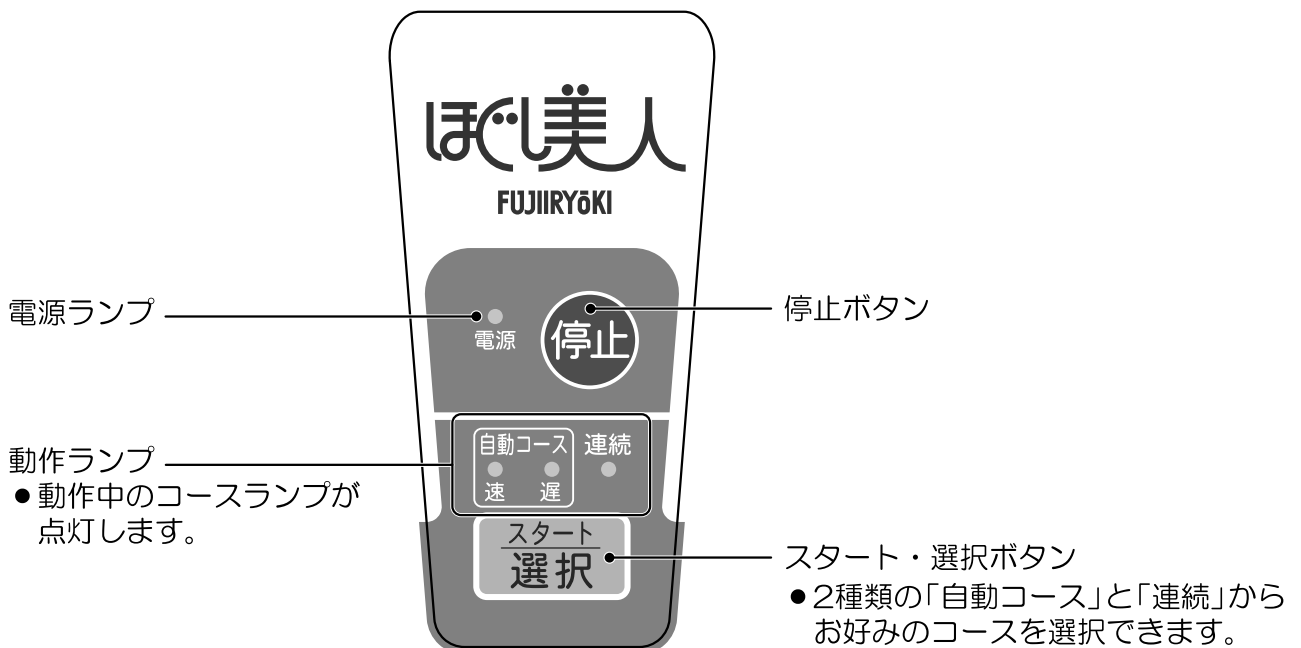 ほぐし美人
FUJIIRYōKI
電源ランプ
電源
停止
停止ボタン
動作ランプ
●動作中のコースランプが
点灯します。
自動コース 連続
速 遅
スタート
選択
スタート・選択ボタン
●2種類の「自動コース」と「連続」から
お好みのコースを選択できます。